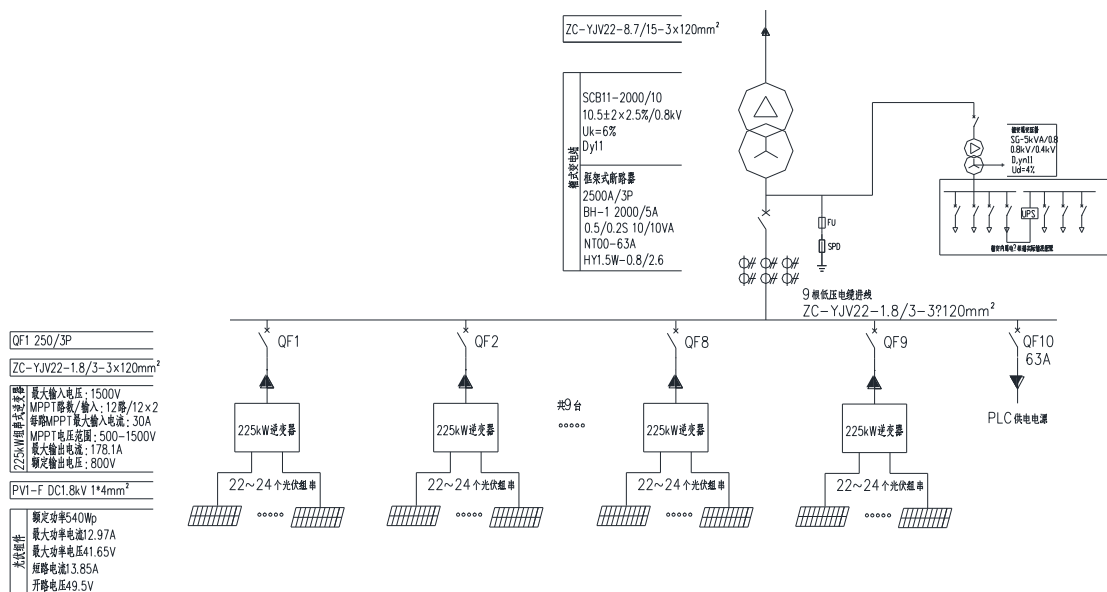 ZC-YJV22-8.7/15-3×120mm²
箱式变电站
SCB11-2000/10
10.5±2×2.5%/0.8kV
Uk=6%
Dy11
框架式断路器
2500A/3P
BH-1 2000/5A
0.5/0.2S 10/10VA
NT00-63A
HY1.5W-0.8/2.6
FU
SPD
SG-5kVA/0.8
0.8kV/0.4kV
D,yn11
Ud=4%
UPS
9根低压电缆进线
ZC-YJV22-1.8/3-3?120mm²
QF1
QF2
QF8
QF9
QF10
63A
PLC供电电源
225kW逆变器
225kW逆变器
共9台
225kW逆变器
225kW逆变器
22~24个光伏组串
22~24个光伏组串
22~24个光伏组串
22~24个光伏组串
QF1 250/3P
ZC-YJV22-1.8/3-3×120mm²
225kW组串式逆变器
最大输入电压:1500V
MPPT路数/输入:12路/12×2
每路MPPT最大输入电流:30A
MPPT电压范围:500-1500V
最大输出电流:178.1A
额定输出电压:800V
PV1-F DC1.8kV 1*4mm²
光伏组件
额定功率540Wp
最大功率电流12.97A
最大功率电压41.65V
短路电流13.85A
开路电压49.5V